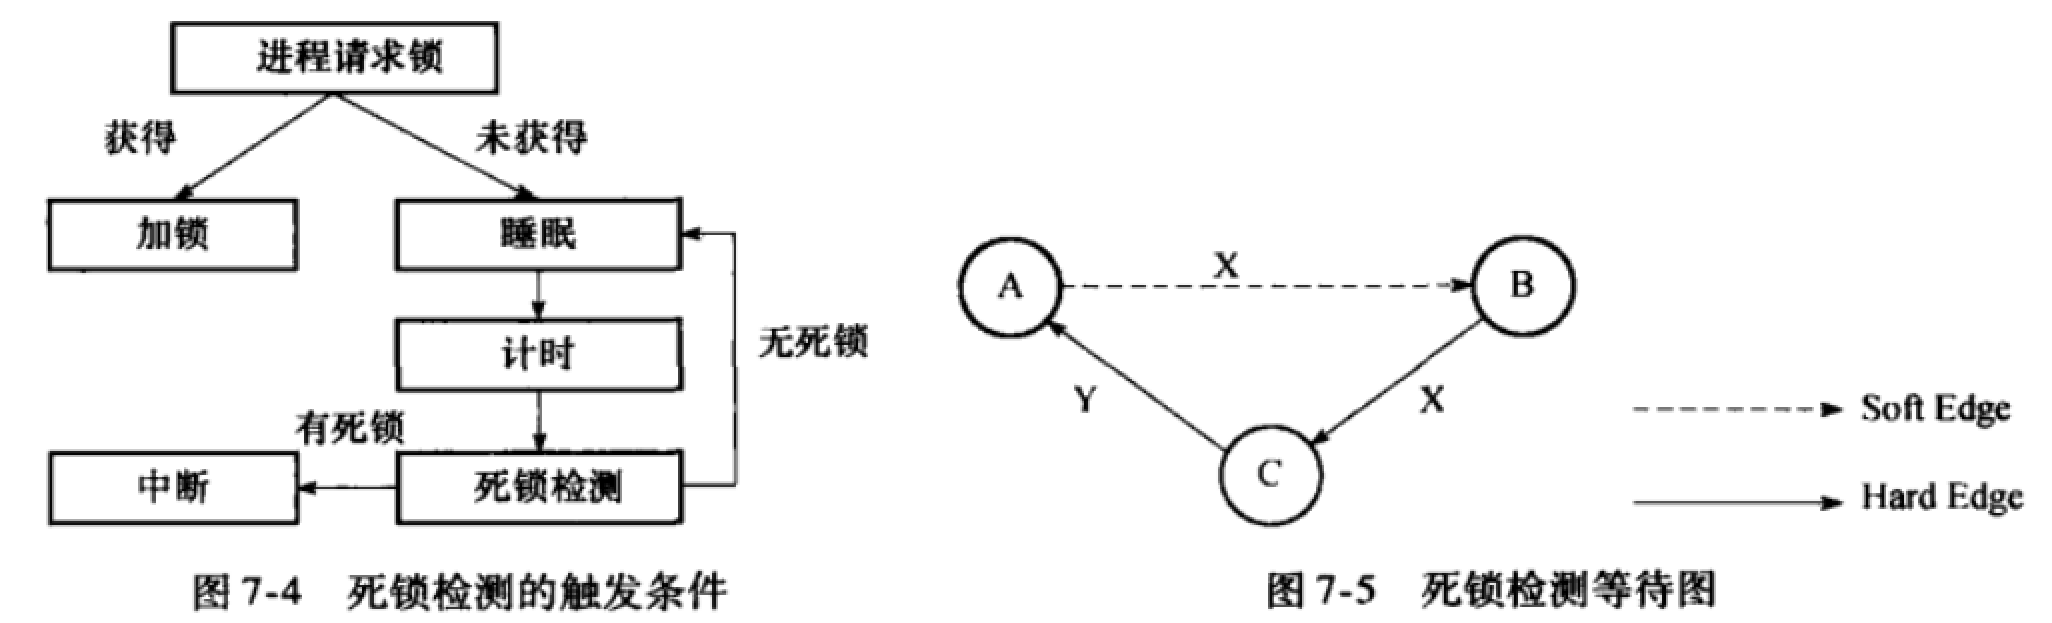 进程请求锁
获得
未获得
加锁
睡眠
计时
无死锁
有死锁
中断
死锁检测
图 7-4 死锁检测的触发条件
A
X
B
Y
X
C
Soft Edge
Hard Edge
图 7-5 死锁检测等待图